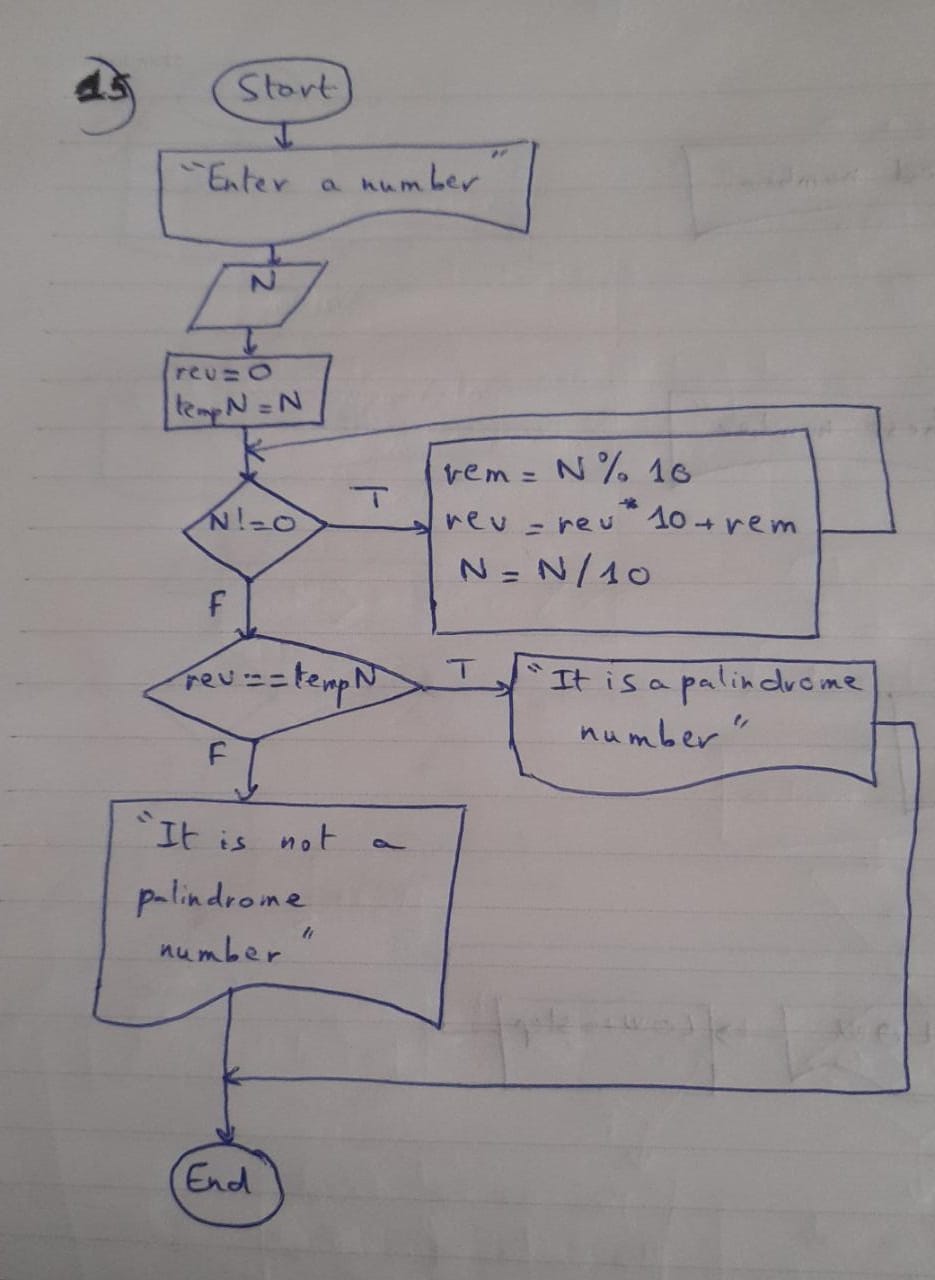 15)
Start
"Enter a number"
N
rev = 0
tempN = N
N!=0
T
rem = N % 10
rev = rev * 10 + rem
N = N / 10
F
rev == tempN
T
"It is a palindrome
number"
F
"It is not a
palindrome
number"
End